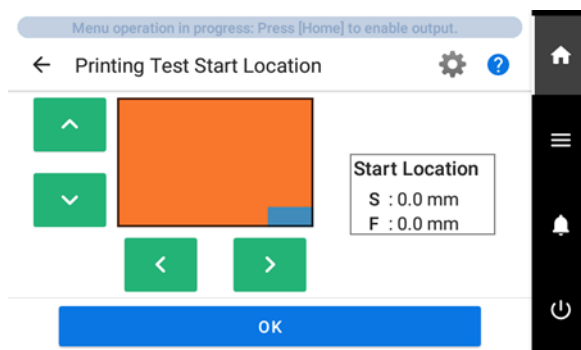 Menu operation in progress: Press [Home] to enable output.
Printing Test Start Location
?
Start Location
S : 0.0 mm
F : 0.0 mm
OK